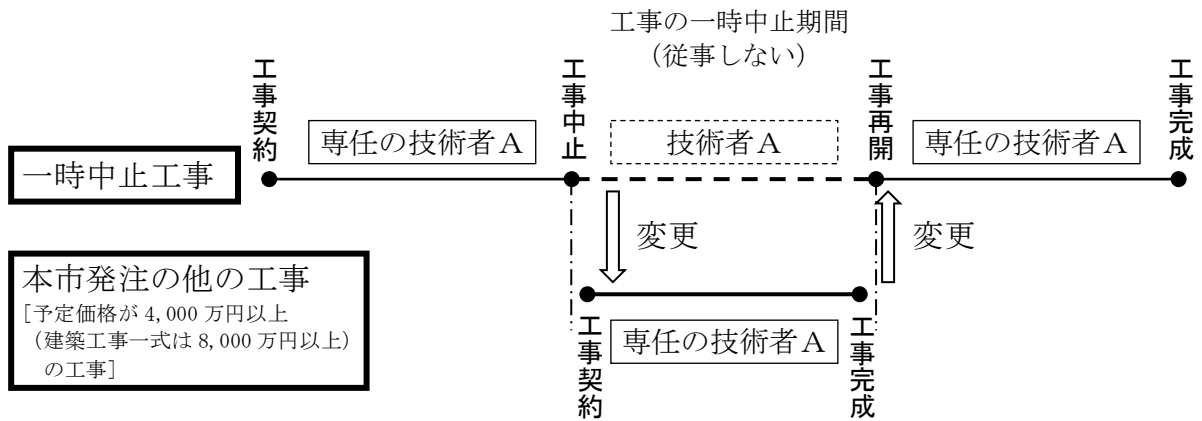 工事の一時中止期間
（従事しない）
工事契約
工事中止
工事再開
工事完成
専任の技術者A
技術者A
専任の技術者A
一時中止工事
変更
変更
本市発注の他の工事
[予定価格が4,000万円以上
（建築工事一式は8,000万円以上）
の工事]
工事契約
専任の技術者A
工事完成